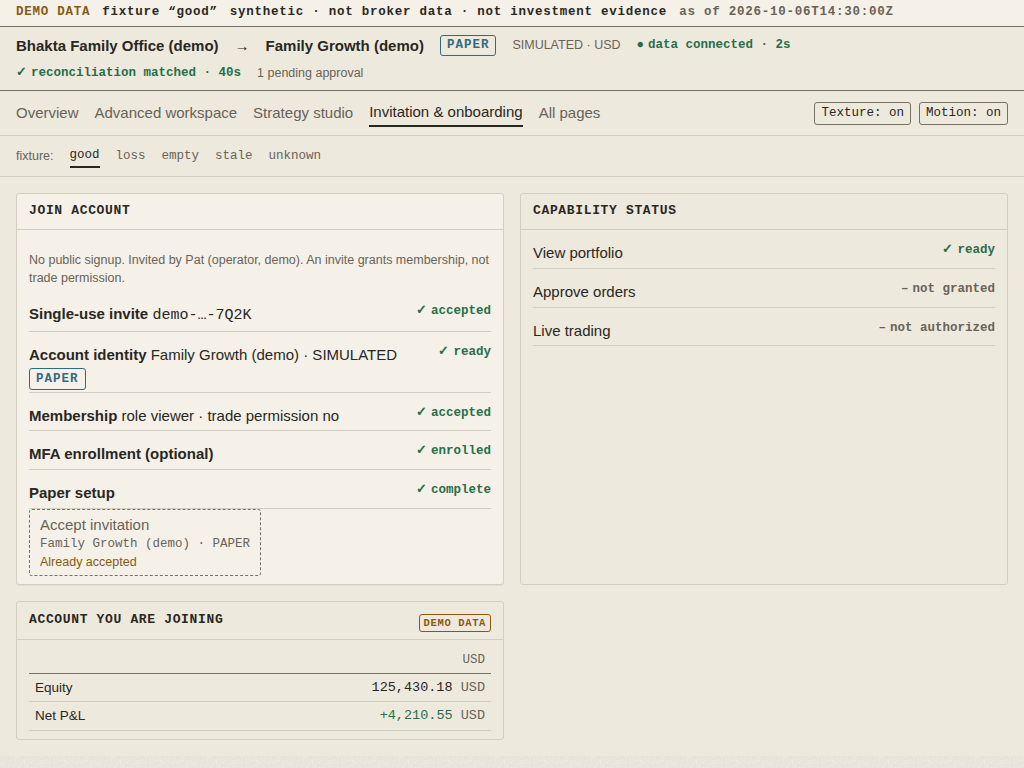 DEMO DATA fixture “good” synthetic · not broker data · not investment evidence as of 2026-10-06T14:30:00Z
Bhakta Family Office (demo) → Family Growth (demo) PAPER SIMULATED · USD ● data connected · 2s
✓ reconciliation matched · 40s 1 pending approval
Overview Advanced workspace Strategy studio Invitation & onboarding All pages Texture: on Motion: on
fixture: good loss empty stale unknown
JOIN ACCOUNT
No public signup. Invited by Pat (operator, demo). An invite grants membership, not
trade permission.
Single-use invite demo-…-7Q2K ✓ accepted
Account identity Family Growth (demo) · SIMULATED ✓ ready
PAPER
Membership role viewer · trade permission no ✓ accepted
MFA enrollment (optional) ✓ enrolled
Paper setup ✓ complete
Accept invitation
Family Growth (demo) · PAPER
Already accepted
CAPABILITY STATUS
View portfolio ✓ ready
Approve orders – not granted
Live trading – not authorized
ACCOUNT YOU ARE JOINING DEMO DATA
USD
Equity 125,430.18 USD
Net P&L +4,210.55 USD